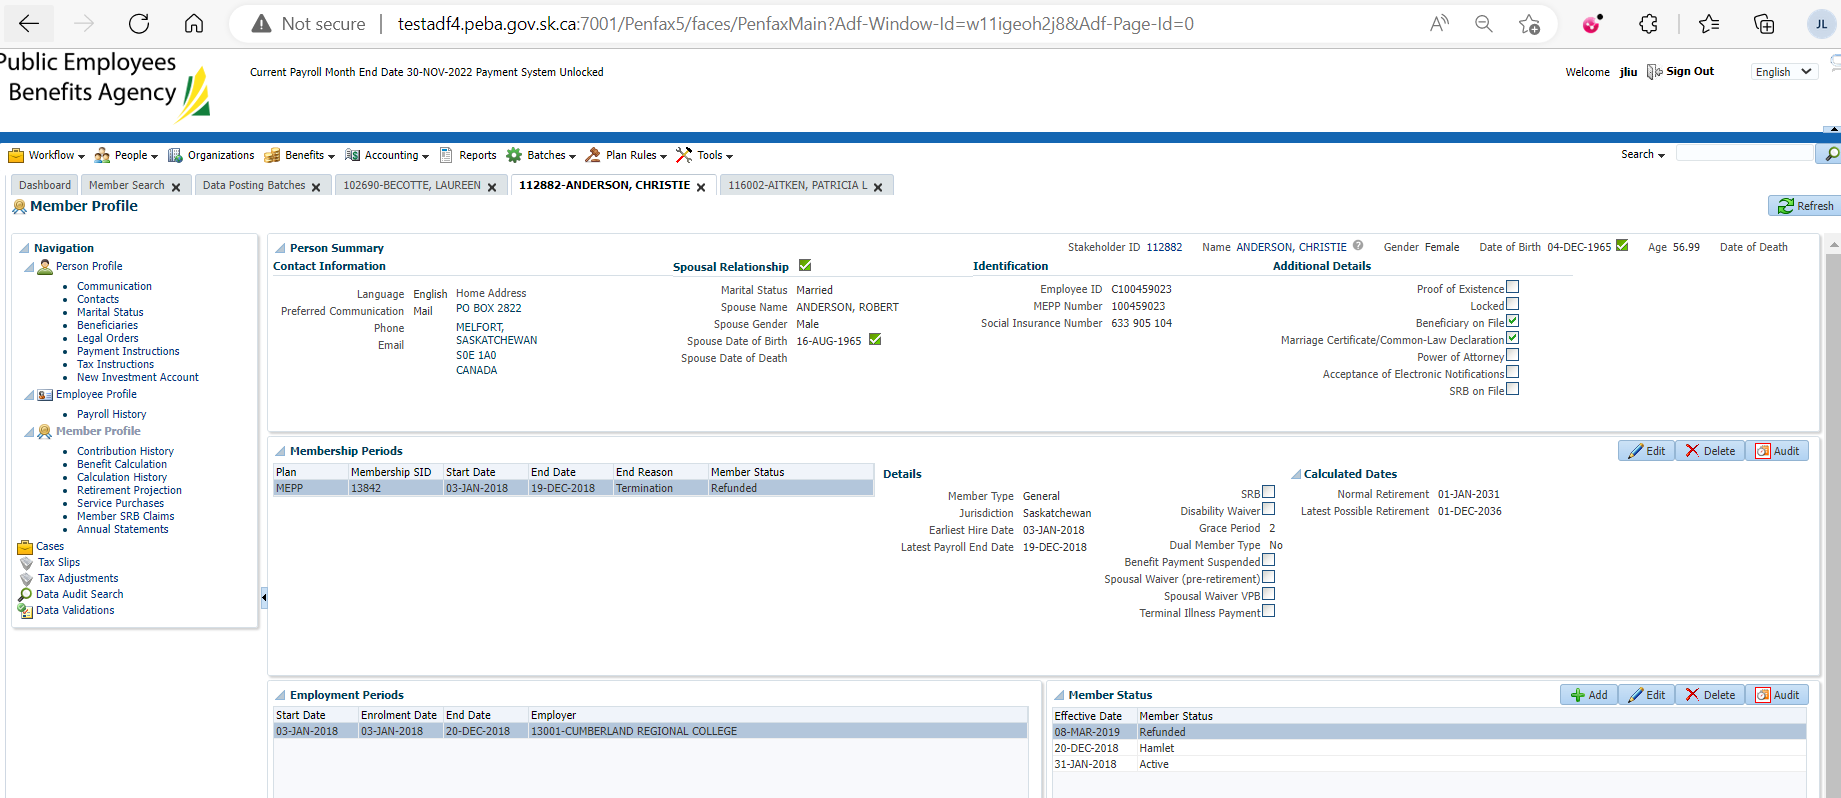 Not secure | testadf4.peba.gov.sk.ca:7001/Penfax5/faces/PenfaxMain?Adf-Window-Id=w11igeoh2j8&Adf-Page-Id=0
JL
Public Employees
Benefits Agency
Current Payroll Month End Date 30-NOV-2022 Payment System Unlocked
Welcome jliu Sign Out English
Workflow People Organizations Benefits Accounting Reports Batches Plan Rules Tools Search
Dashboard Member Search Data Posting Batches 102690-BECOTTE, LAUREEN 112882-ANDERSON, CHRISTIE 116002-AITKEN, PATRICIA L
Member Profile
Refresh
Navigation
Person Profile
Communication
Contacts
Marital Status
Beneficiaries
Legal Orders
Payment Instructions
Tax Instructions
New Investment Account
Employee Profile
Payroll History
Member Profile
Contribution History
Benefit Calculation
Calculation History
Retirement Projection
Service Purchases
Member SRB Claims
Annual Statements
Cases
Tax Slips
Tax Adjustments
Data Audit Search
Data Validations
Person Summary
Stakeholder ID 112882 Name ANDERSON, CHRISTIE Gender Female Date of Birth 04-DEC-1965 Age 56.99 Date of Death
Contact Information
Language English
Preferred Communication Mail
Phone
Email
Home Address
PO BOX 2822
MELFORT,
SASKATCHEWAN
S0E 1A0
CANADA
Spousal Relationship
Marital Status Married
Spouse Name ANDERSON, ROBERT
Spouse Gender Male
Spouse Date of Birth 16-AUG-1965
Spouse Date of Death
Identification
Employee ID C100459023
MEPP Number 100459023
Social Insurance Number 633 905 104
Additional Details
Proof of Existence
Locked
Beneficiary on File
Marriage Certificate/Common-Law Declaration
Power of Attorney
Acceptance of Electronic Notifications
SRB on File
Membership Periods
Edit Delete Audit
Plan Membership SID Start Date End Date End Reason Member Status
MEPP 13842 03-JAN-2018 19-DEC-2018 Termination Refunded
Details
Member Type General
Jurisdiction Saskatchewan
Earliest Hire Date 03-JAN-2018
Latest Payroll End Date 19-DEC-2018
SRB
Disability Waiver
Grace Period 2
Dual Member Type No
Benefit Payment Suspended
Spousal Waiver (pre-retirement)
Spousal Waiver VPB
Terminal Illness Payment
Calculated Dates
Normal Retirement 01-JAN-2031
Latest Possible Retirement 01-DEC-2036
Employment Periods
Start Date Enrolment Date End Date Employer
03-JAN-2018 03-JAN-2018 20-DEC-2018 13001-CUMBERLAND REGIONAL COLLEGE
Member Status
Add Edit Delete Audit
Effective Date Member Status
08-MAR-2019 Refunded
20-DEC-2018 Hamlet
31-JAN-2018 Active